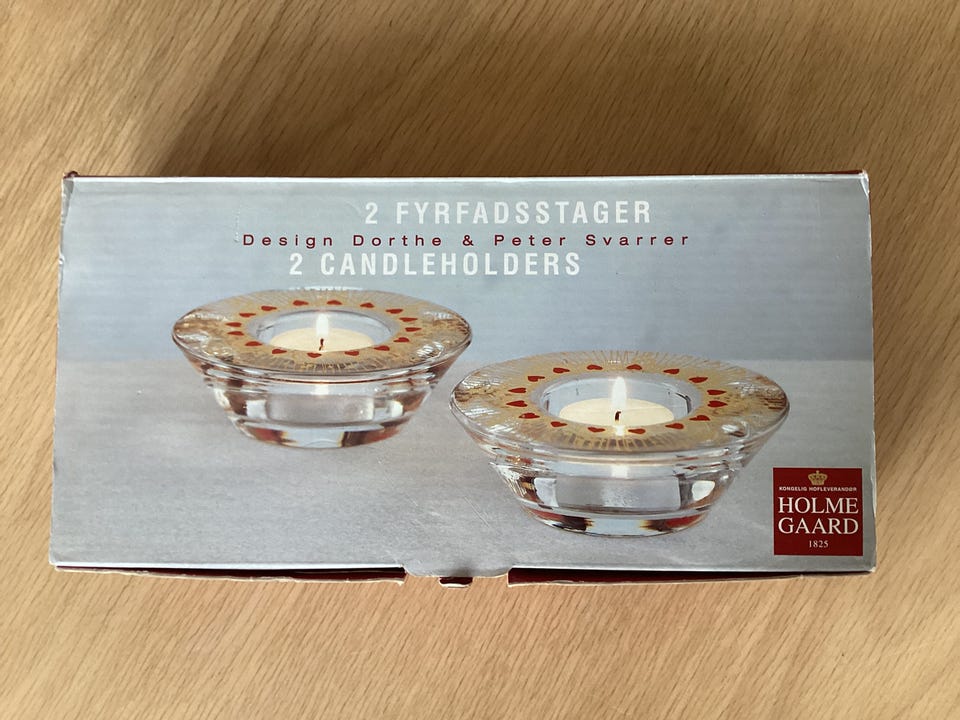 2 FYRFADSSTAGER
Design Dorthe & Peter Svarrer
2 CANDLEHOLDERS
KONGELIG HOFLEVERANDØR
HOLME
GAARD
1825